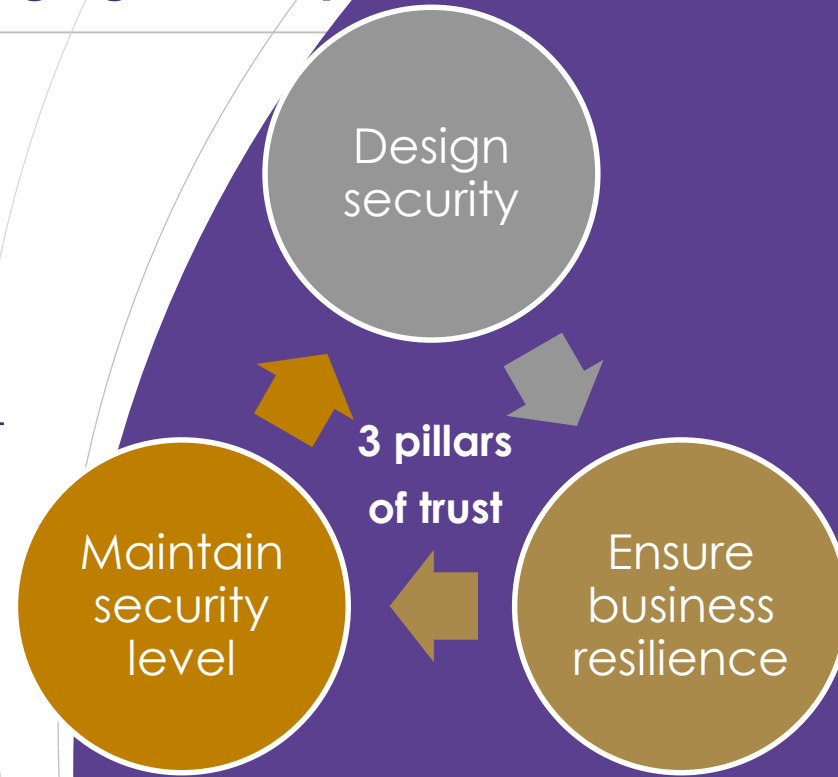 Design
security
3 pillars
of trust
Maintain
security
level
Ensure
business
resilience